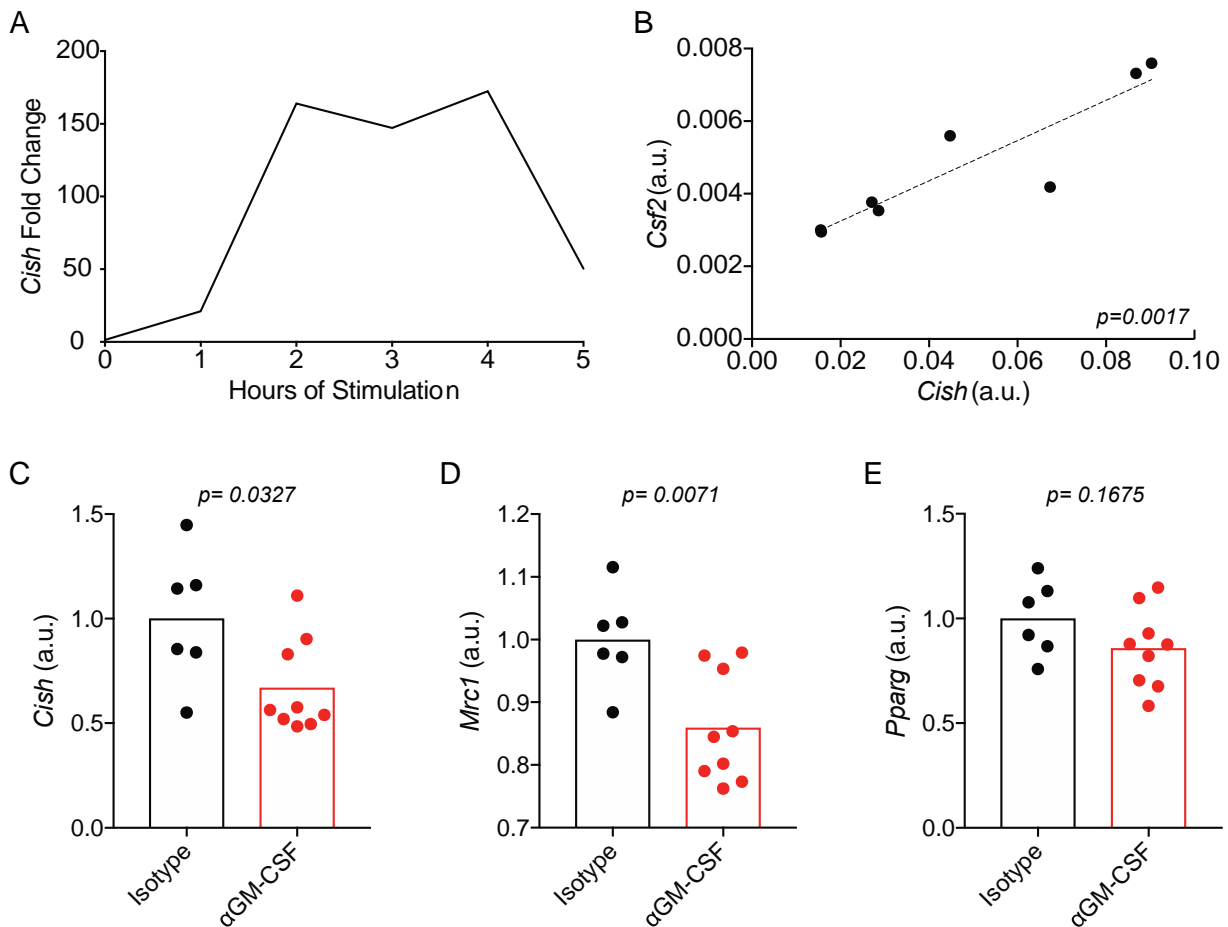 A
Cish Fold Change
200
150
100
50
0
0 1 2 3 4 5
Hours of Stimulation
B
Csf2 (a.u.)
0.008
0.006
0.004
0.002
0.000
p=0.0017
0.00 0.02 0.04 0.06 0.08 0.10
Cish (a.u.)
C
p= 0.0327
Cish (a.u.)
1.5
1.0
0.5
0.0
Isotype
αGM-CSF
D
p= 0.0071
Mrc1 (a.u.)
1.2
1.1
1.0
0.9
0.8
0.7
Isotype
αGM-CSF
E
p= 0.1675
Pparg (a.u.)
1.5
1.0
0.5
0.0
Isotype
αGM-CSF